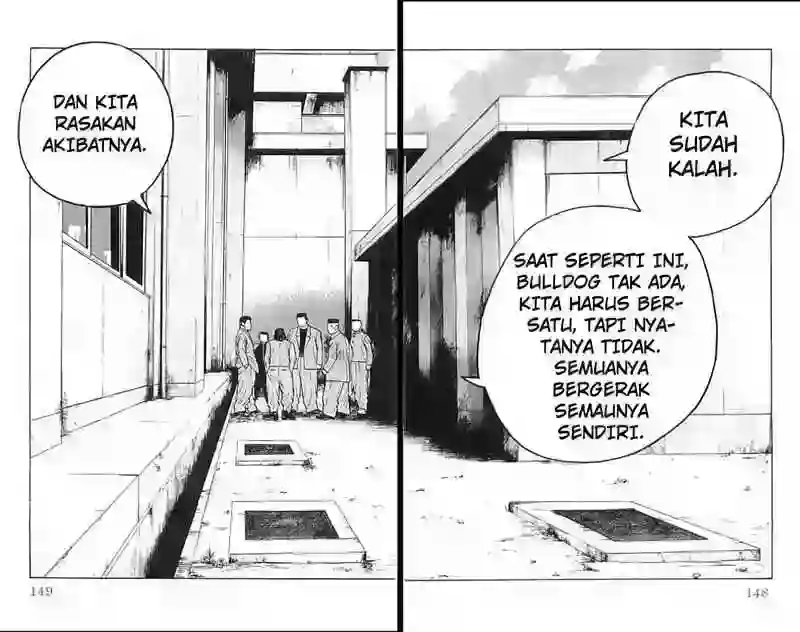 KITA
SUDAH
KALAH.
SAAT SEPERTI INI,
BULLDOG TAK ADA,
KITA HARUS BER-
SATU, TAPI NYA-
TANYA TIDAK.
SEMUANYA
BERGERAK
SEMAUNYA
SENDIRI.
148
DAN KITA
RASAKAN
AKIBATNYA.
149